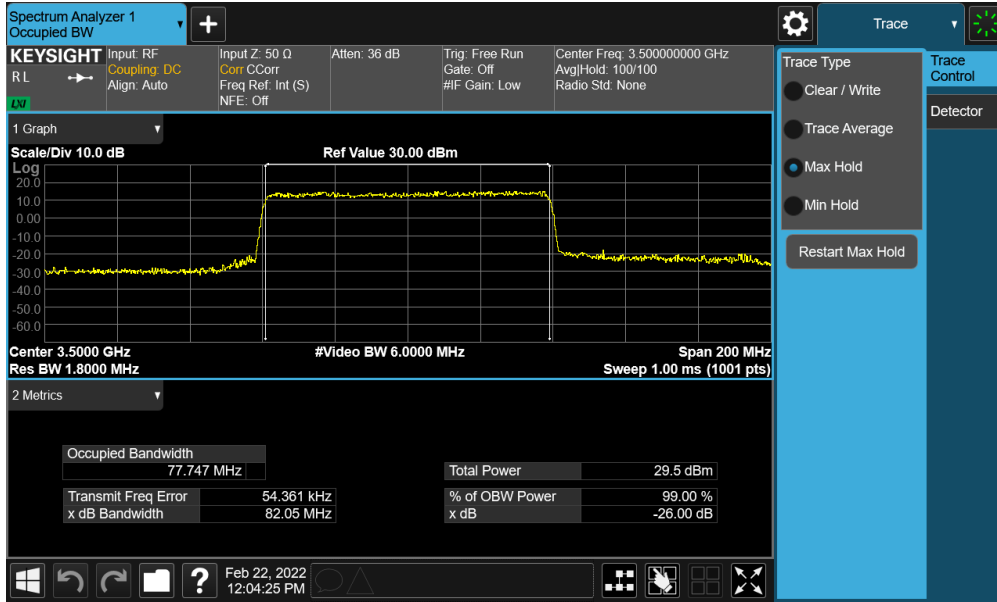 Spectrum Analyzer 1
Occupied BW
+
Trace
KEYSIGHT
R L
LXI
Input: RF
Coupling: DC
Align: Auto
Input Z: 50 Ω
Corr CCorr
Freq Ref: Int (S)
NFE: Off
Atten: 36 dB
Trig: Free Run
Gate: Off
#IF Gain: Low
Center Freq: 3.500000000 GHz
Avg|Hold: 100/100
Radio Std: None
Trace Type
Clear / Write
Trace Average
Max Hold
Min Hold
Restart Max Hold
Trace
Control
Detector
1 Graph
Scale/Div 10.0 dB
Ref Value 30.00 dBm
Log
20.0
10.0
0.00
-10.0
-20.0
-30.0
-40.0
-50.0
-60.0
Center 3.5000 GHz
#Video BW 6.0000 MHz
Span 200 MHz
Res BW 1.8000 MHz
Sweep 1.00 ms (1001 pts)
2 Metrics
Occupied Bandwidth
77.747 MHz
Total Power 29.5 dBm
Transmit Freq Error 54.361 kHz
% of OBW Power 99.00 %
x dB Bandwidth 82.05 MHz
x dB -26.00 dB
?
Feb 22, 2022
12:04:25 PM